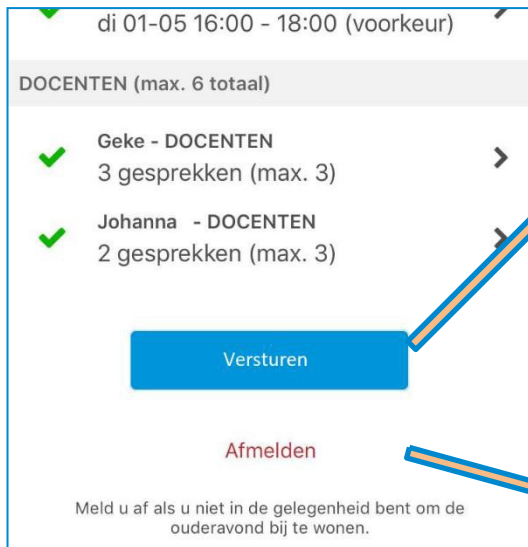 di 01-05 16:00 - 18:00 (voorkeur)
DOCENTEN (max. 6 totaal)
Geke - DOCENTEN
3 gesprekken (max. 3)
Johanna - DOCENTEN
2 gesprekken (max. 3)
Versturen
Afmelden
Meld u af als u niet in de gelegenheid bent om de
ouderavond bij te wonen.